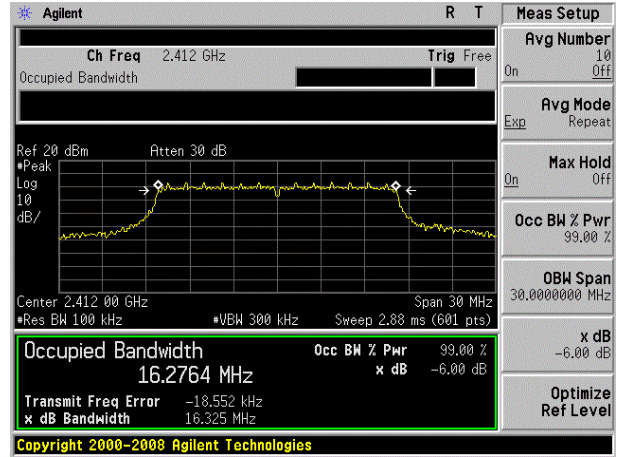 Agilent R T
Ch Freq 2.412 GHz Trig Free
Occupied Bandwidth
Ref 20 dBm Atten 30 dB
#Peak
Log
10
dB/
Center 2.412 00 GHz Span 30 MHz
#Res BW 100 kHz #VBW 300 kHz Sweep 2.88 ms (601 pts)
Occupied Bandwidth Occ BW % Pwr 99.00 %
16.2764 MHz x dB -6.00 dB
Transmit Freq Error -18.552 kHz
x dB Bandwidth 16.325 MHz
Copyright 2000-2008 Agilent Technologies
Meas Setup
Avg Number
10
On Off
Avg Mode
Exp Repeat
Max Hold
On Off
Occ BW % Pwr
99.00 %
OBW Span
30.0000000 MHz
x dB
-6.00 dB
Optimize
Ref Level